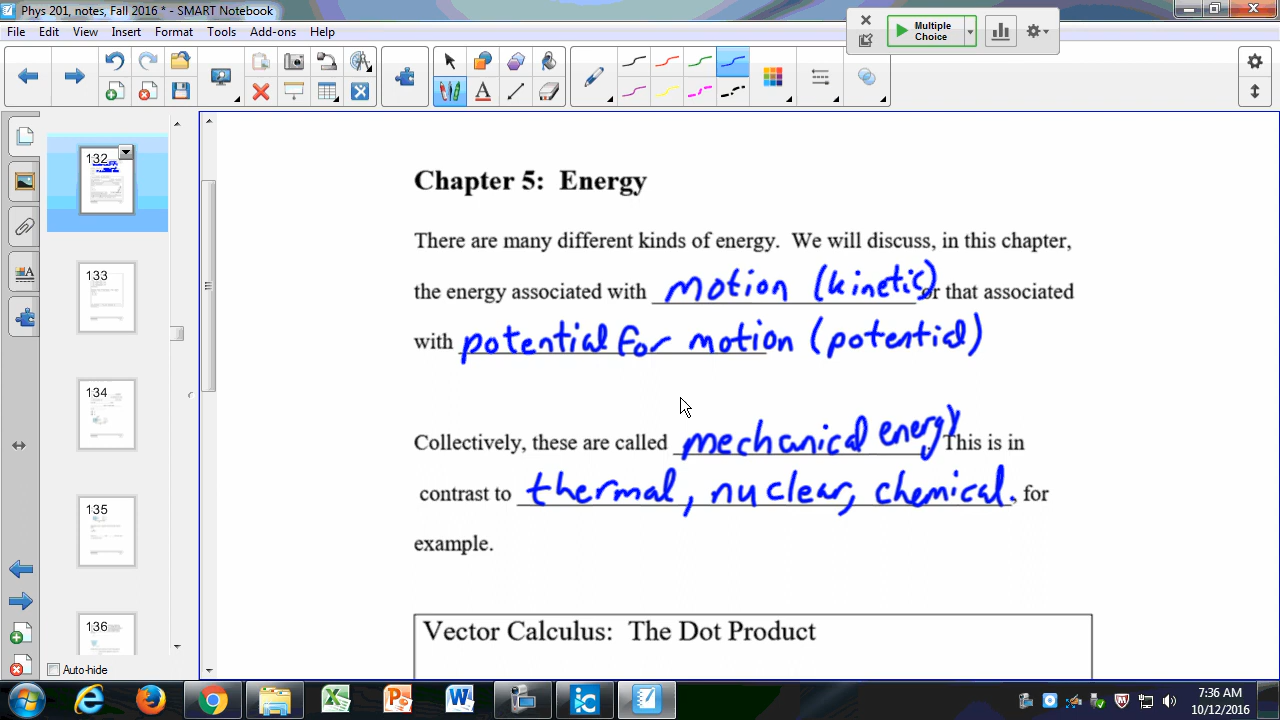 Phys 201, notes, Fall 2016 * - SMART Notebook
File Edit View Insert Format Tools Add-ons Help
Multiple
Choice
132
133
134
135
136
Auto-hide
Chapter 5: Energy
There are many different kinds of energy. We will discuss, in this chapter,
the energy associated with motion (kinetic) or that associated
with potential for motion (potential)
Collectively, these are called mechanical energy. This is in
contrast to thermal, nuclear, chemical, for
example.
Vector Calculus: The Dot Product
7:36 AM
10/12/2016